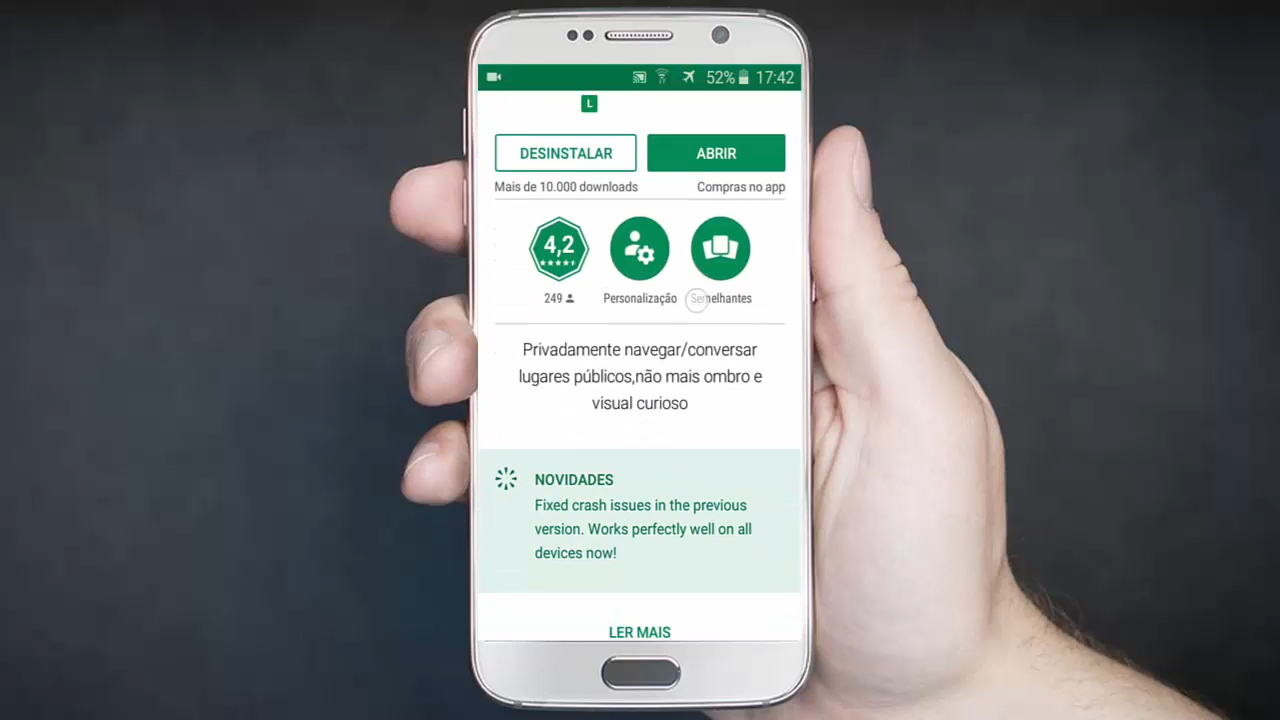 52% 17:42
L
DESINSTALAR ABRIR
Mais de 10.000 downloads Compras no app
4,2
249 Personalização Semelhantes
Privadamente navegar/conversar
lugares públicos,não mais ombro e
visual curioso
NOVIDADES
Fixed crash issues in the previous
version. Works perfectly well on all
devices now!
LER MAIS